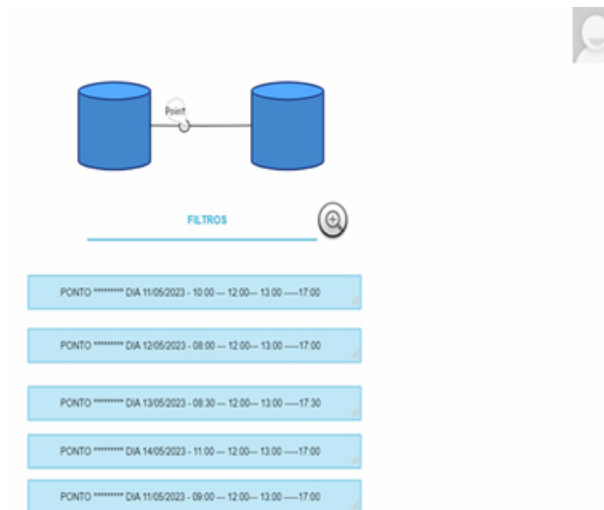 Point
FILTROS
PONTO ********* DIA 11/05/2023 - 10:00 --- 12:00--- 13:00 -----17:00
PONTO ********* DIA 12/05/2023 - 08:00 --- 12:00--- 13:00 -----17:00
PONTO ********* DIA 13/05/2023 - 08:30 --- 12:00--- 13:00 -----17:30
PONTO ********* DIA 14/05/2023 - 11:00 --- 12:00--- 13:00 -----17:00
PONTO ********* DIA 11/05/2023 - 09:00 --- 12:00--- 13:00 -----17:00